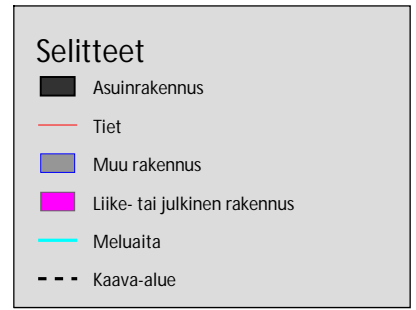 Selitteet
Asuinrakennus
Tiet
Muu rakennus
Liike- tai julkinen rakennus
Meluaita
Kaava-alue